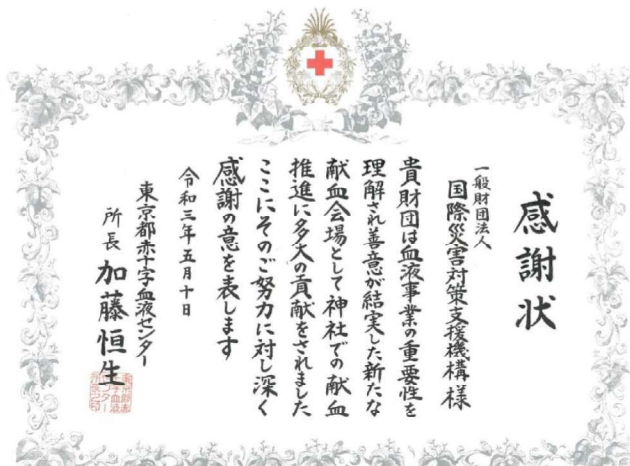 感謝状
一般財団法人
国際災害対策支援機構様
貴財団は血液事業の重要性を
理解され善意が結実した新たな
献血会場として神社での献血
推進に多大の貢献をされました
ここにそのご努力に対し深く
感謝の意を表します
令和三年五月十日
東京都赤十字血液センター
所長 加藤恒生